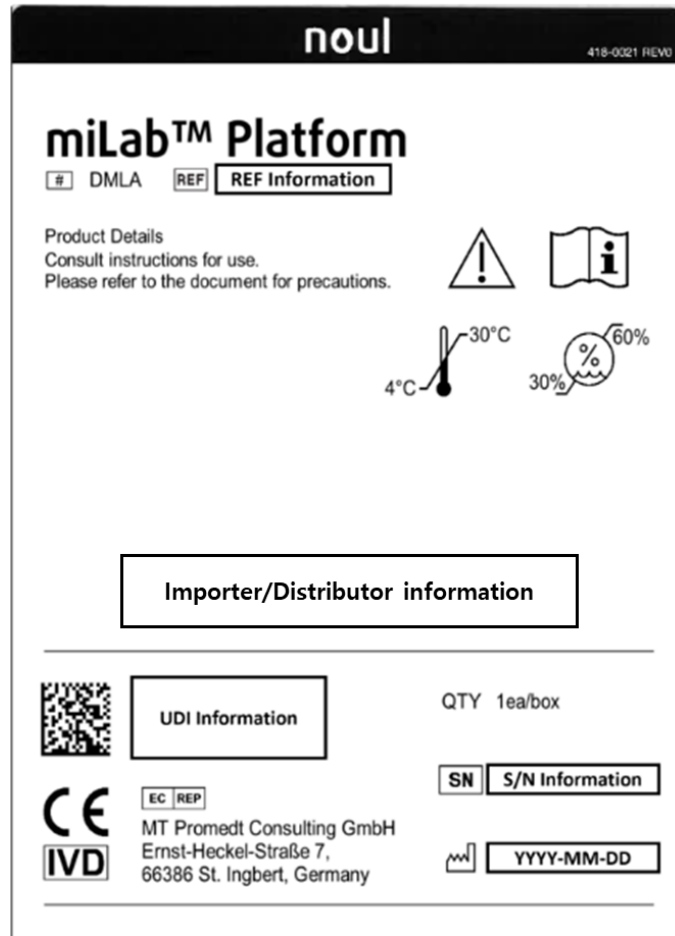 noul
418-0021 REV0
miLab™ Platform
# DMLA REF REF Information
Product Details
Consult instructions for use.
Please refer to the document for precautions.
30°C
4°C
%
60%
30%
Importer/Distributor information
UDI Information
QTY 1ea/box
SN S/N Information
CE
IVD
EC REP
MT Promedt Consulting GmbH
Ernst-Heckel-Straße 7,
66386 St. Ingbert, Germany
YYYY-MM-DD